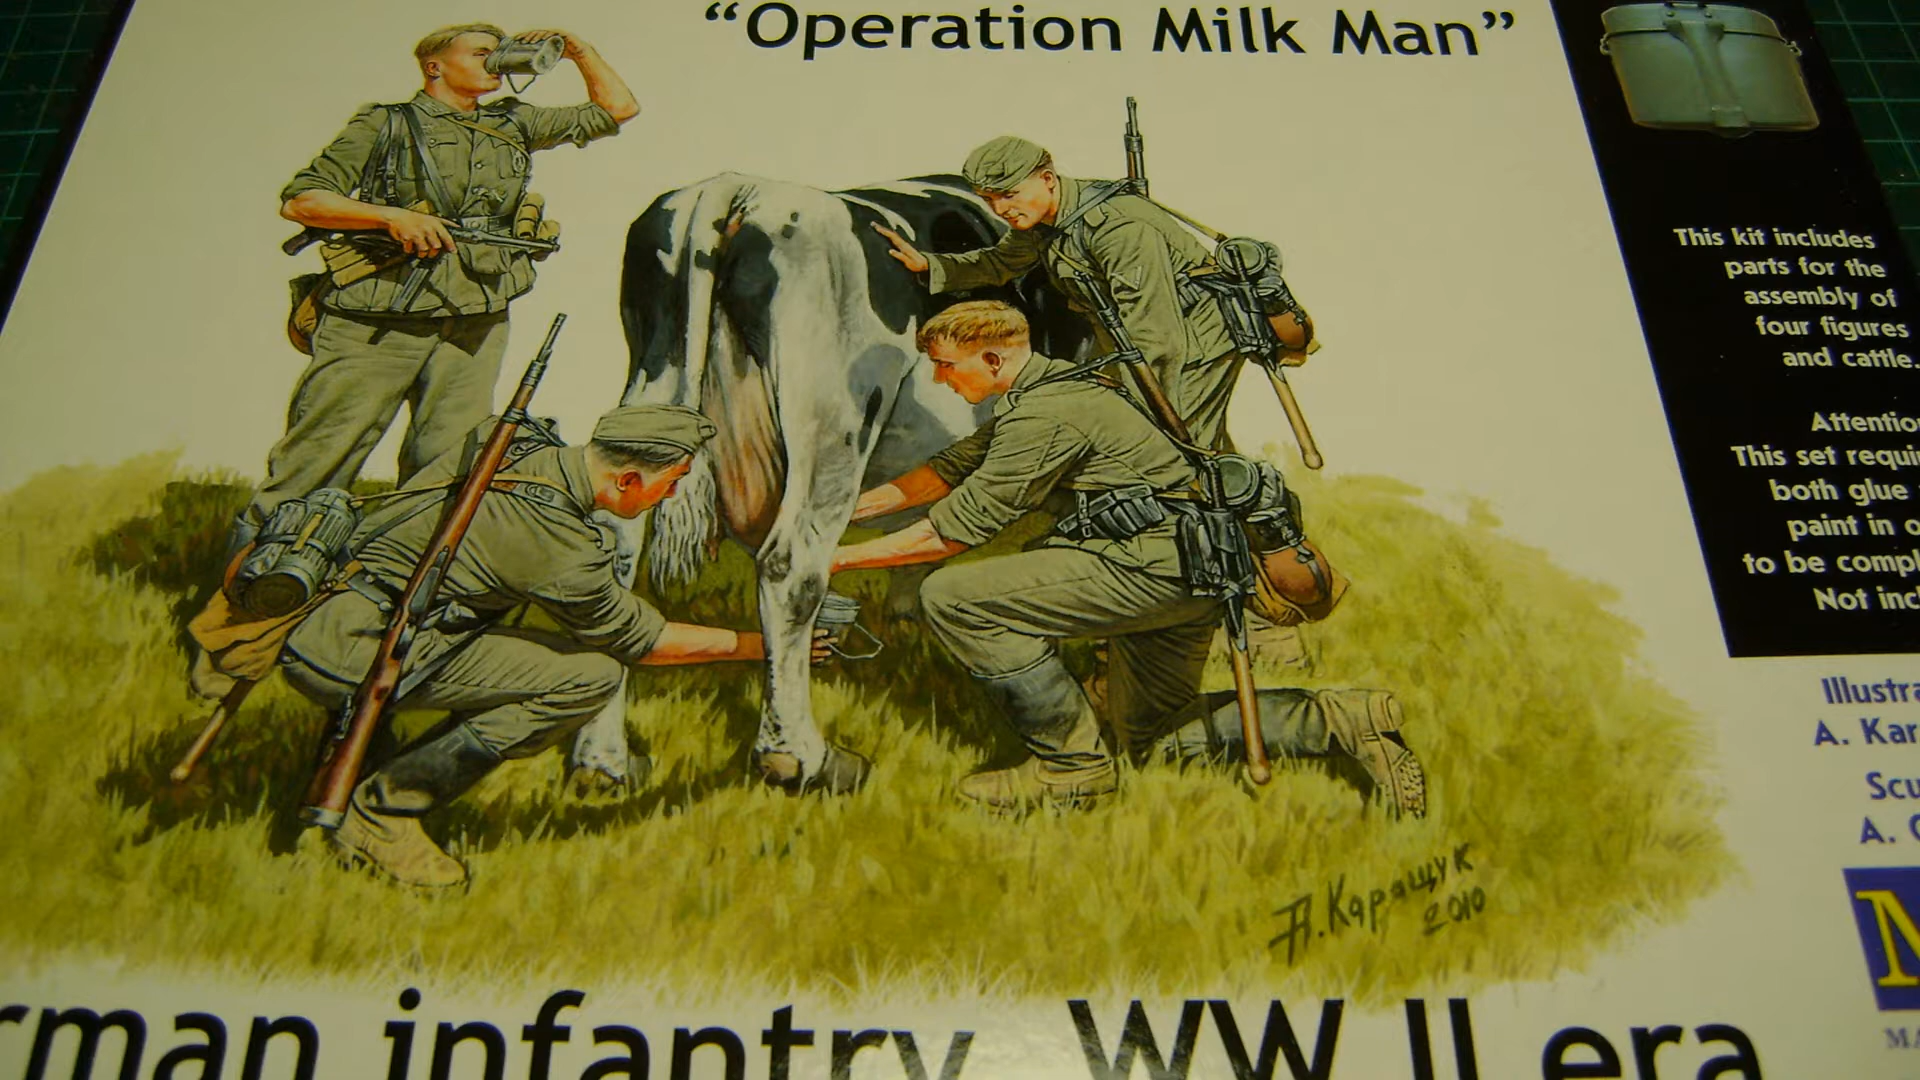 "Operation Milk Man"
This kit includes
parts for the
assembly of
four figures
and cattle.
Attentio
This set requi
both glue
paint in o
to be compl
Not incl
Illustra
A. Kar
Scu
A.
А. Каращук
2010
M
MA
rman infantry, WW II era